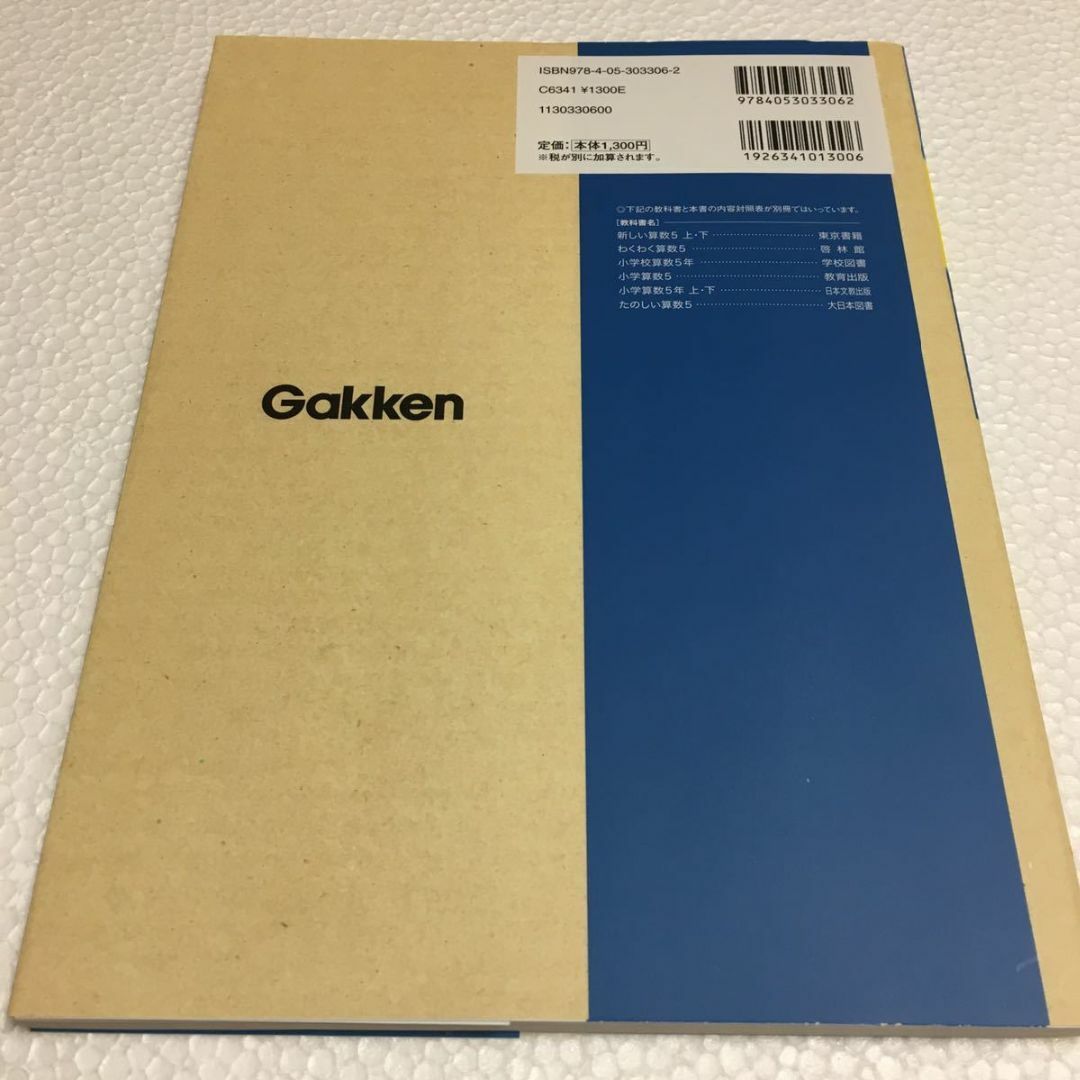 ISBN978-4-05-303306-2
C6341 ¥1300E
1130330600
定価: 本体1,300円
※税が別に加算されます。
9784053033062
1926341013006
◎下記の教科書と本書の内容対照表が別冊ではいっています。
[教科書名]
新しい算数5 上・下 ………………………… 東京書籍
わくわく算数5 ………………………… 啓林館
小学校算数5年 ………………………… 学校図書
小学算数5 ………………………… 教育出版
小学算数5年 上・下 ………………………… 日本文教出版
たのしい算数5 ………………………… 大日本図書
Gakken